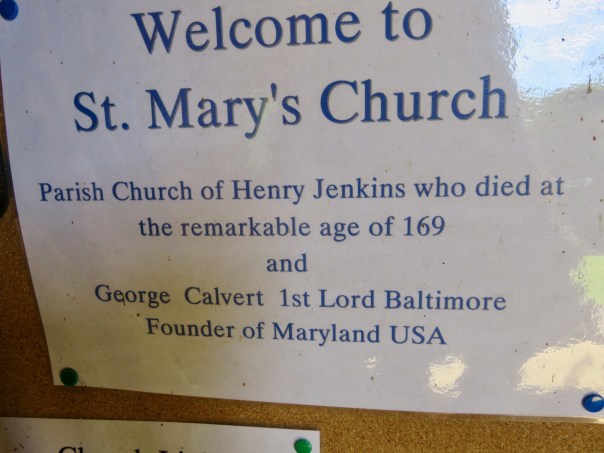 Welcome to
St. Mary's Church
Parish Church of Henry Jenkins who died at
the remarkable age of 169
and
George Calvert 1st Lord Baltimore
Founder of Maryland USA